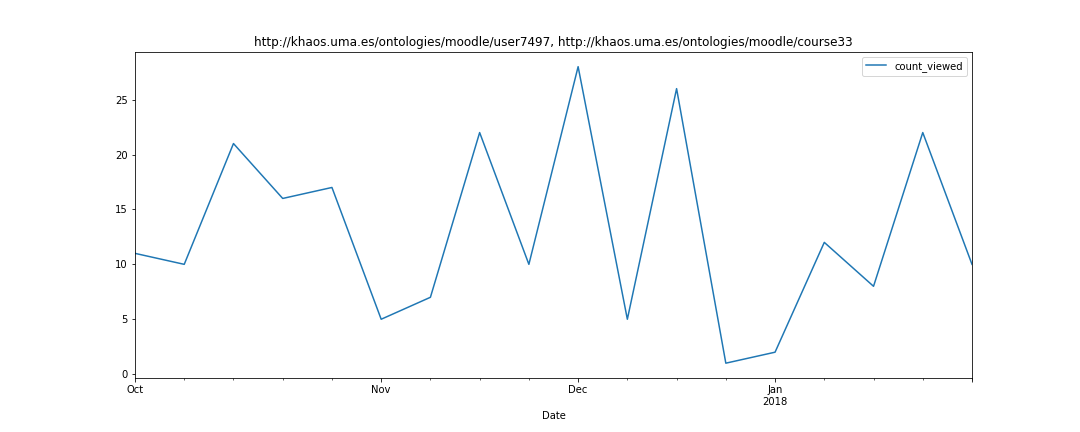 http://khaos.uma.es/ontologies/moodle/user7497, http://khaos.uma.es/ontologies/moodle/course33
count_viewed
25
20
15
10
5
0
Oct Nov Dec Jan
2018
Date